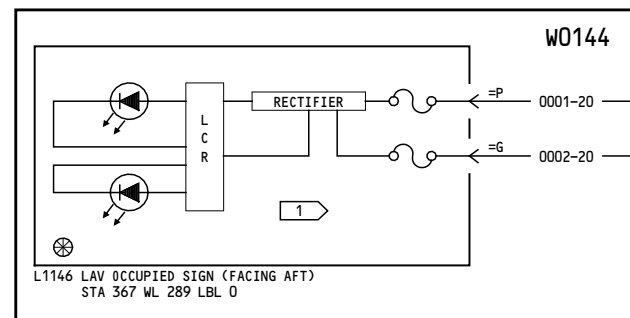 W0144
=P
0001-20
RECTIFIER
L
C
R
=G
0002-20
1
L1146 LAV OCCUPIED SIGN (FACING AFT)
STA 367 WL 289 LBL 0